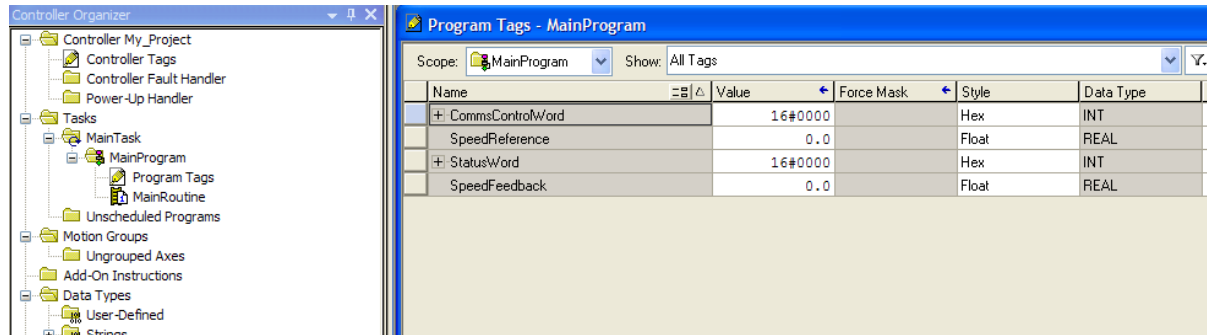 Controller Organizer
Controller My_Project
Controller Tags
Controller Fault Handler
Power-Up Handler
Tasks
MainTask
MainProgram
Program Tags
MainRoutine
Unscheduled Programs
Motion Groups
Ungrouped Axes
Add-On Instructions
Data Types
User-Defined
Strings
Program Tags - MainProgram
Scope: MainProgram Show: All Tags
Name Value Force Mask Style Data Type
CommsControlWord 16#0000 Hex INT
SpeedReference 0.0 Float REAL
StatusWord 16#0000 Hex INT
SpeedFeedback 0.0 Float REAL